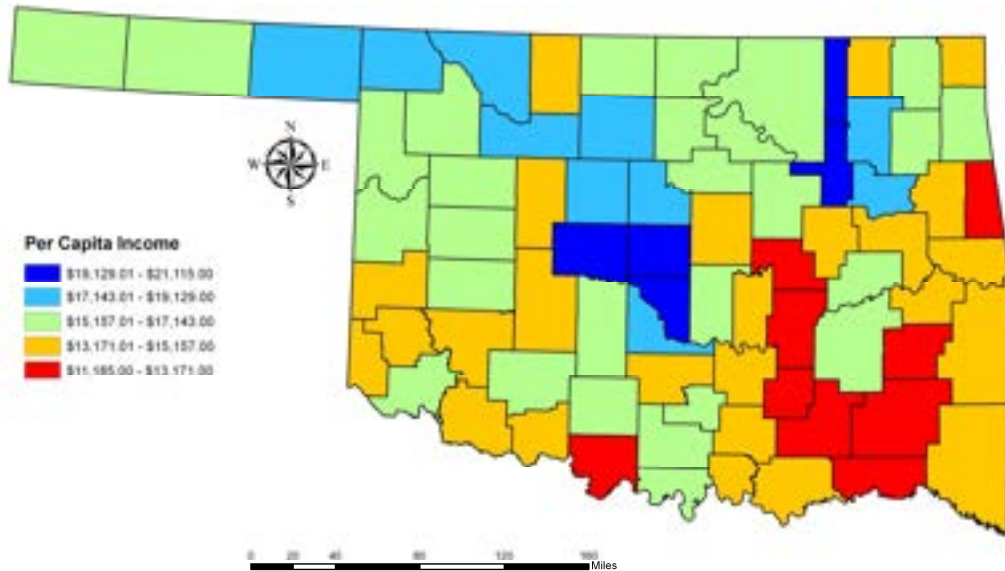 N
W E
S
Per Capita Income
$19,129.01 - $21,115.00
$17,143.01 - $19,129.00
$15,157.01 - $17,143.00
$13,171.01 - $15,157.00
$11,185.00 - $13,171.00
0 20 40 80 120 160
Miles